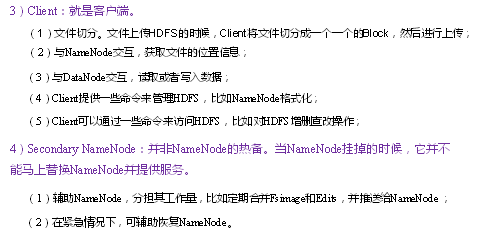 3）Client：就是客户端。
（1）文件切分。文件上传HDFS的时候，Client将文件切分成一个一个的Block，然后进行上传；
（2）与NameNode交互，获取文件的位置信息；
（3）与DataNode交互，读取或者写入数据；
（4）Client提供一些命令来管理HDFS，比如NameNode格式化；
（5）Client可以通过一些命令来访问HDFS，比如对HDFS增删查改操作；
4）Secondary NameNode：并非NameNode的热备。当NameNode挂掉的时候，它并不
能马上替换NameNode并提供服务。
（1）辅助NameNode，分担其工作量，比如定期合并Fsimage和Edits，并推送给NameNode；
（2）在紧急情况下，可辅助恢复NameNode。